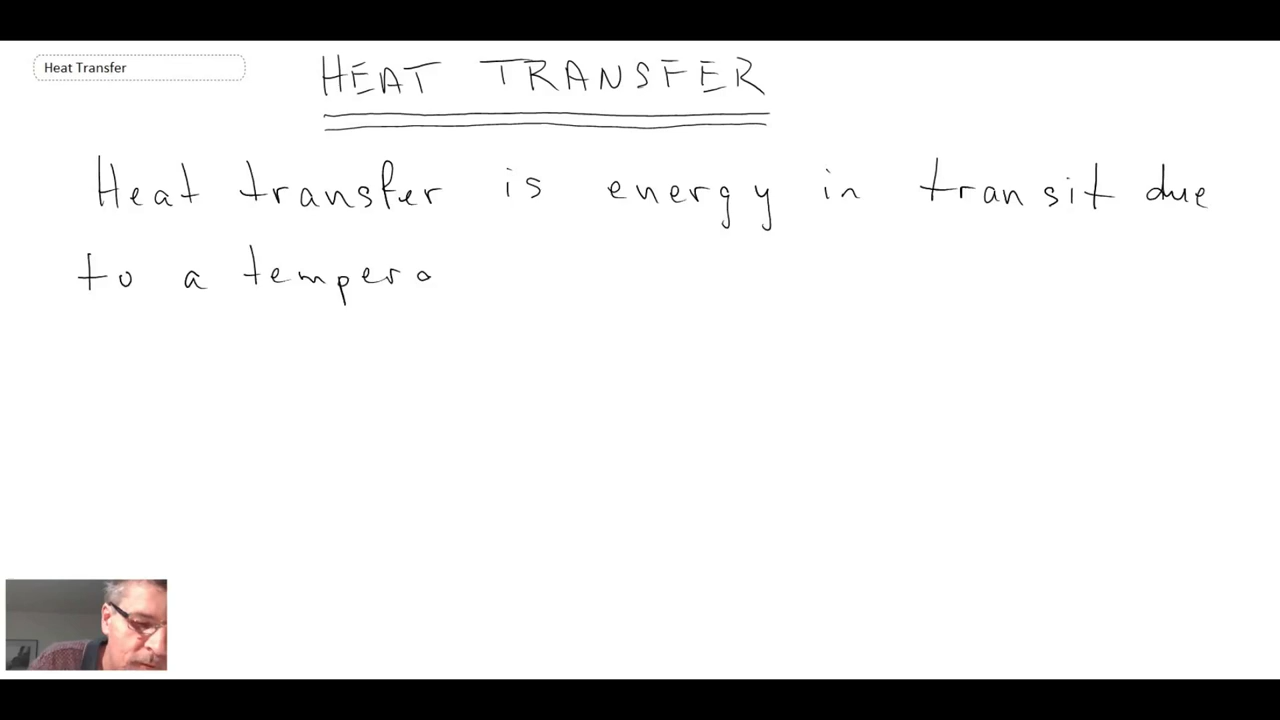 Heat Transfer
HEAT TRANSFER
Heat transfer is energy in transit due
to a tempera